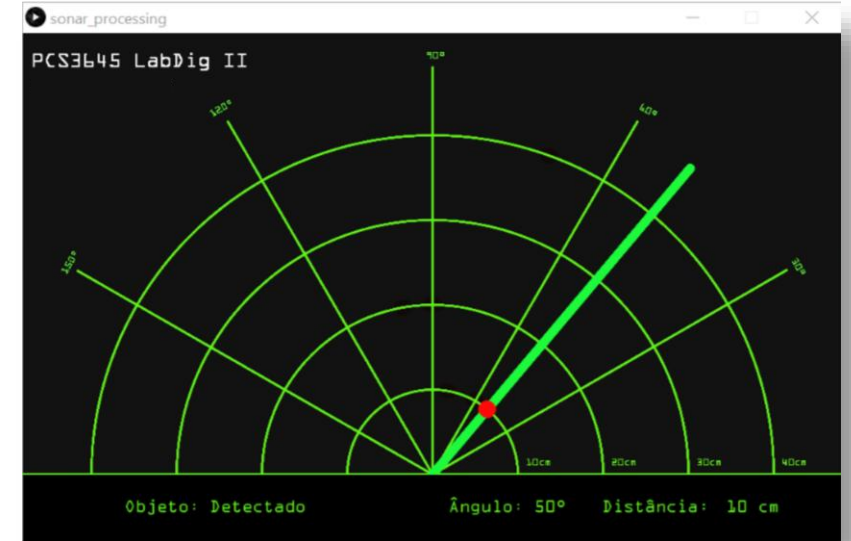 sonar_processing
PCS3645 LabDig II
90°
120°
60°
150°
30°
10cm
20cm
30cm
40cm
Objeto: Detectado
Ângulo: 50°
Distância: 10 cm